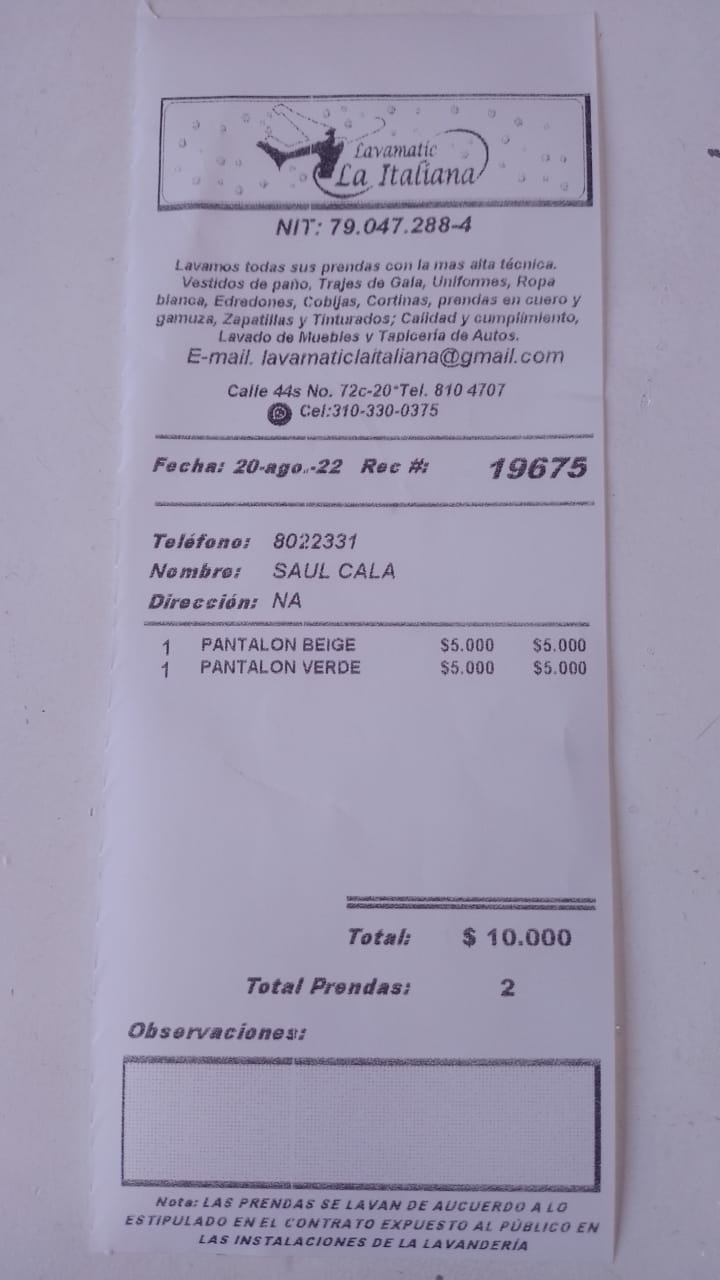 Lavamatic
La Italiana
NIT: 79.047.288-4
Lavamos todas sus prendas con la mas alta técnica.
Vestidos de paño, Trajes de Gala, Uniformes, Ropa
blanca, Edredones, Cobijas, Cortinas, prendas en cuero y
gamuza, Zapatillas y Tinturados; Calidad y cumplimiento,
Lavado de Muebles y Tapicería de Autos.
E-mail. lavamaticlaitaliana@gmail.com
Calle 44s No. 72c-20*Tel. 810 4707
Cel:310-330-0375
Fecha: 20-ago.-22 Rec #: 19675
Teléfono: 8022331
Nombre: SAUL CALA
Dirección: NA
1 PANTALON BEIGE $5.000 $5.000
1 PANTALON VERDE $5.000 $5.000
Total: $ 10.000
Total Prendas: 2
Observaciones:
Nota: LAS PRENDAS SE LAVAN DE AUCUERDO A LO
ESTIPULADO EN EL CONTRATO EXPUESTO AL PÚBLICO EN
LAS INSTALACIONES DE LA LAVANDERÍA